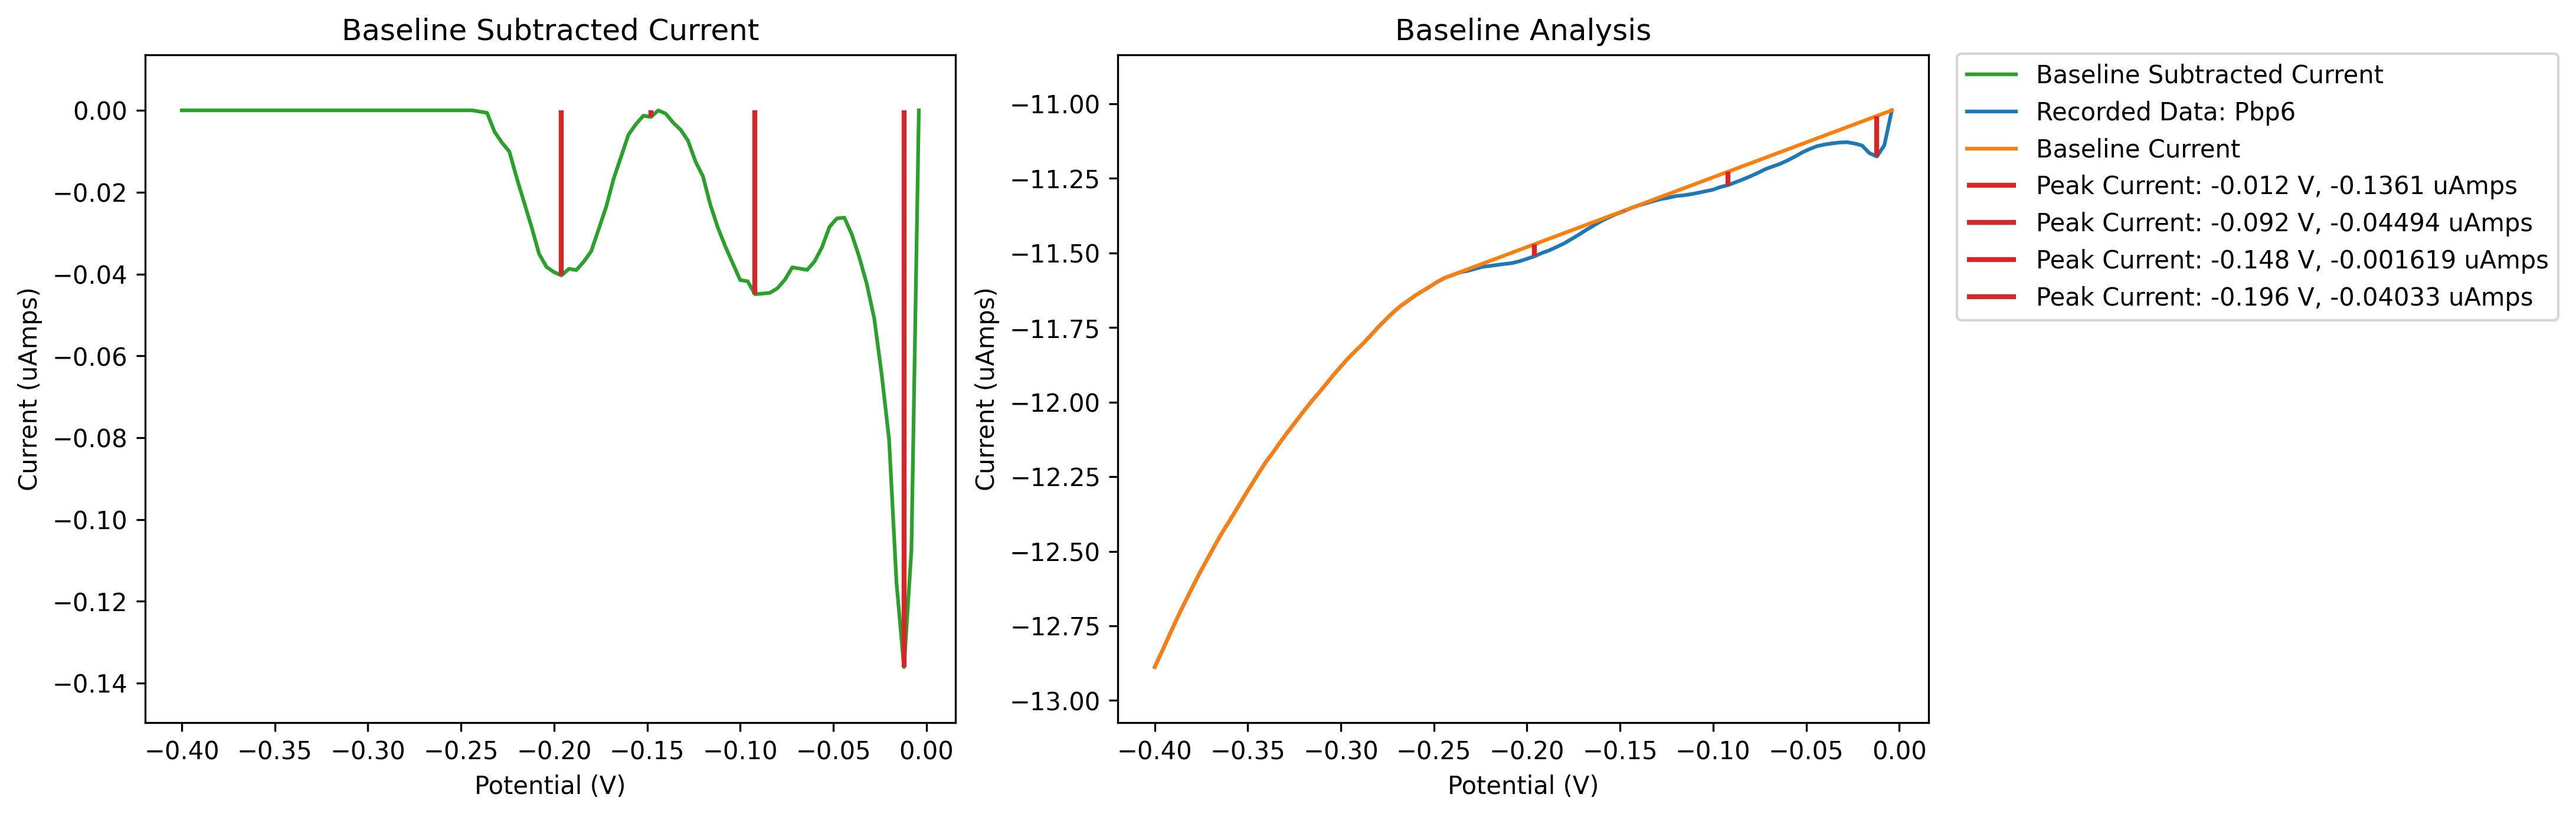 Baseline Subtracted Current
0.00
−0.02
−0.04
−0.06
−0.08
−0.10
−0.12
−0.14
Current (uAmps)
−0.40 −0.35 −0.30 −0.25 −0.20 −0.15 −0.10 −0.05 0.00
Potential (V)
Baseline Analysis
−11.00
−11.25
−11.50
−11.75
−12.00
−12.25
−12.50
−12.75
−13.00
Current (uAmps)
−0.40 −0.35 −0.30 −0.25 −0.20 −0.15 −0.10 −0.05 0.00
Potential (V)
Baseline Subtracted Current
Recorded Data: Pbp6
Baseline Current
Peak Current: -0.012 V, -0.1361 uAmps
Peak Current: -0.092 V, -0.04494 uAmps
Peak Current: -0.148 V, -0.001619 uAmps
Peak Current: -0.196 V, -0.04033 uAmps